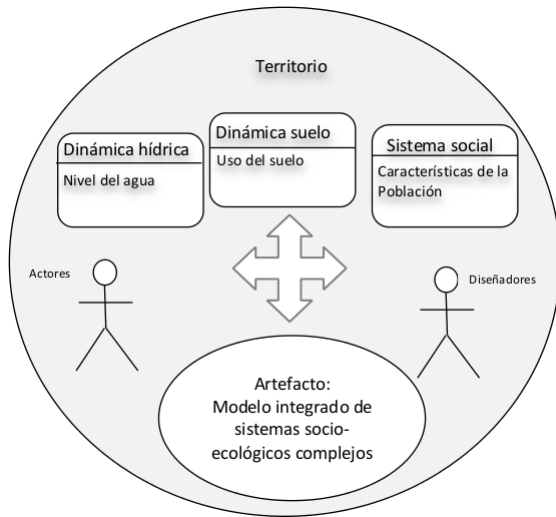 Territorio
Dinámica hídrica
Nivel del agua
Dinámica suelo
Uso del suelo
Sistema social
Características de la
Población
Actores
Diseñadores
Artefacto:
Modelo integrado de
sistemas socio-
ecológicos complejos